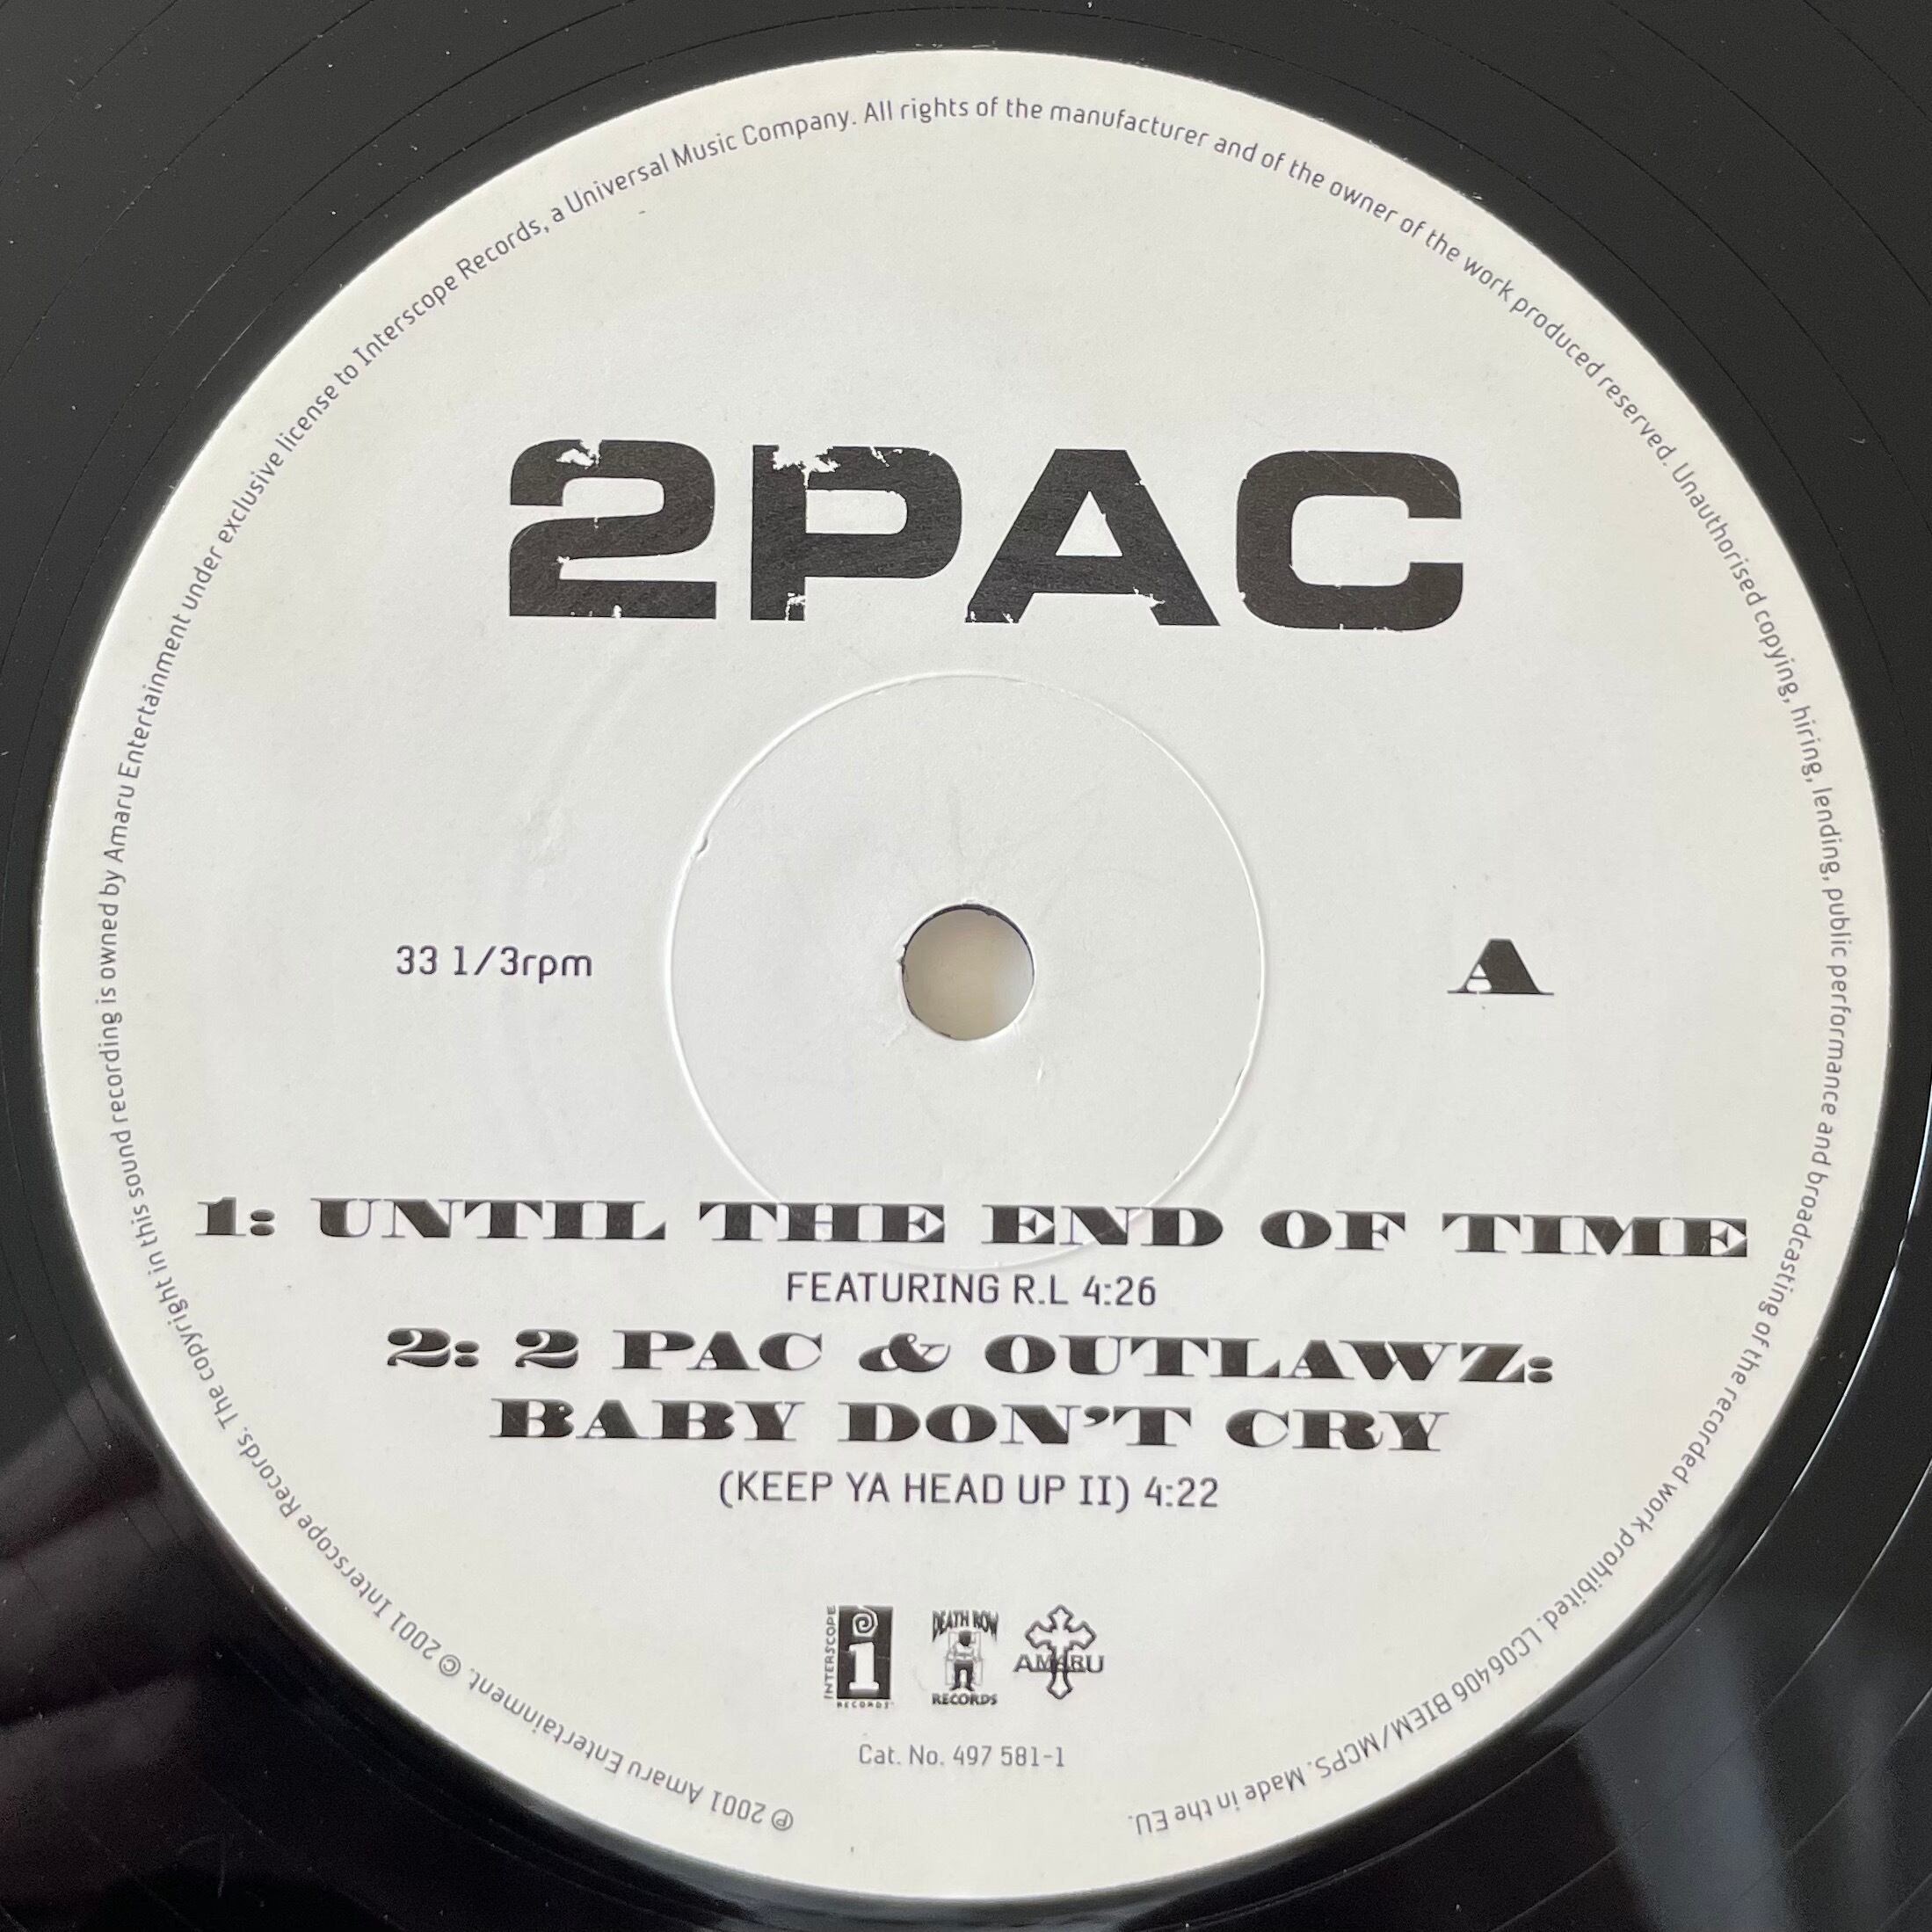 2PAC
33 1/3rpm
A
1: UNTIL THE END OF TIME
FEATURING R.L 4:26
2: 2 PAC & OUTLAWZ:
BABY DON'T CRY
(KEEP YA HEAD UP II) 4:22
INTERSCOPE
i
RECORDS
DEATH ROW
RECORDS
AMARU
Cat. No. 497 581-1
℗ 2001 Amaru Entertainment. © 2001 Interscope Records. The copyright in this sound recording is owned by Amaru Entertainment under exclusive license to Interscope Records, a Universal Music Company. All rights of the manufacturer and of the owner of the work produced reserved. Unauthorised copying, hiring, lending, public performance and broadcasting of the recorded work prohibited. LC06406 BIEM/MCPS. Made in the EU.